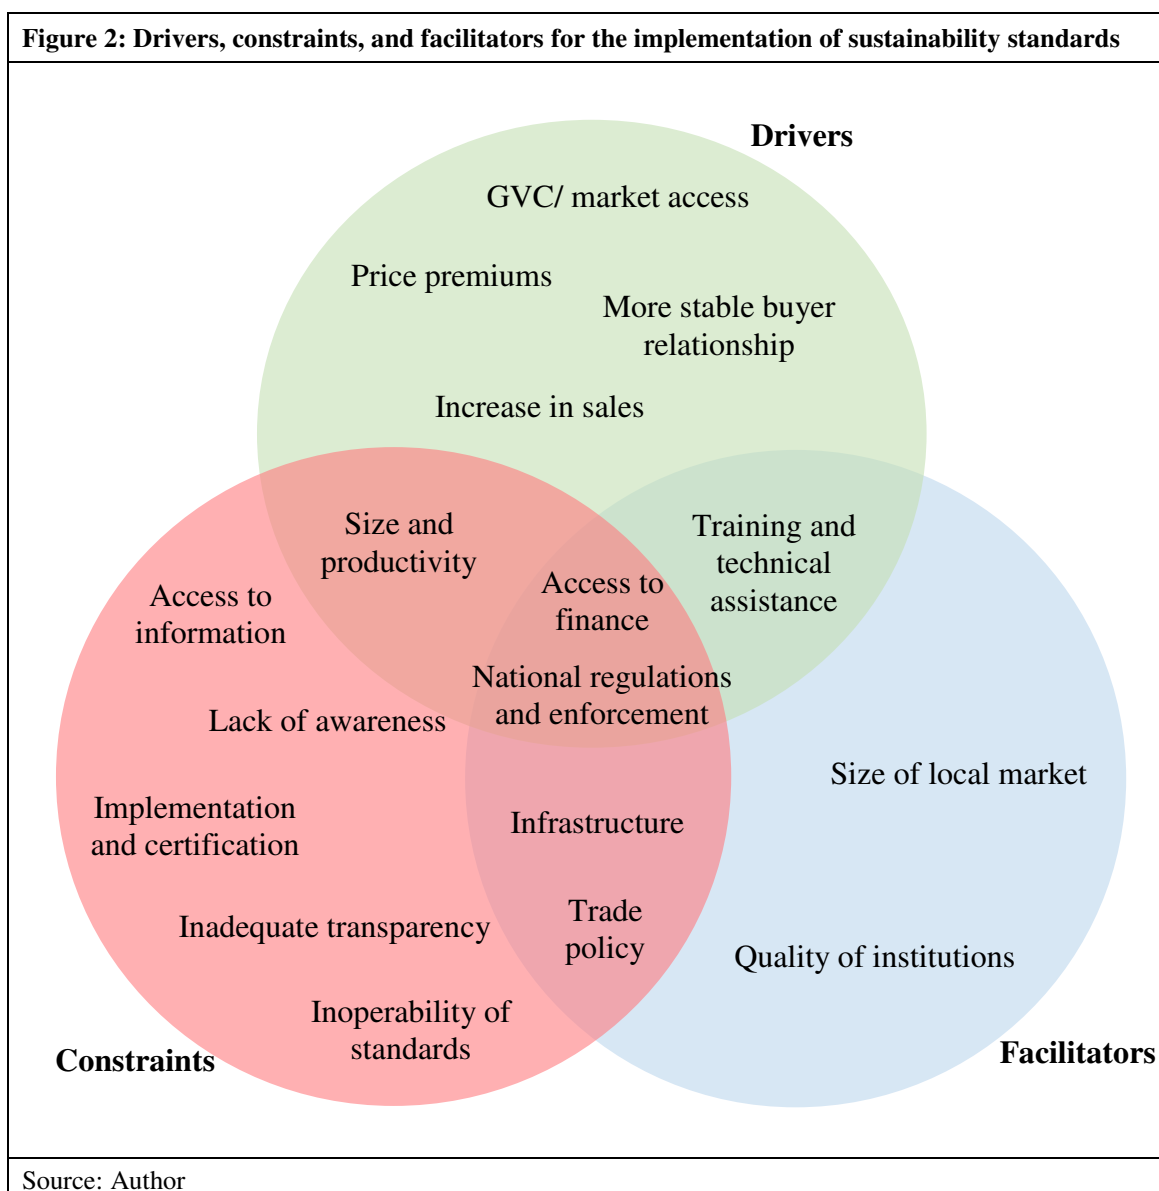 Figure 2: Drivers, constraints, and facilitators for the implementation of sustainability standards
Drivers
GVC/ market access
Price premiums
More stable buyer
relationship
Increase in sales
Size and
productivity
Training and
technical
assistance
Access to
finance
Access to
information
National regulations
and enforcement
Lack of awareness
Size of local market
Implementation
and certification
Infrastructure
Inadequate transparency
Trade
policy
Quality of institutions
Inoperability of
standards
Constraints
Facilitators
Source: Author